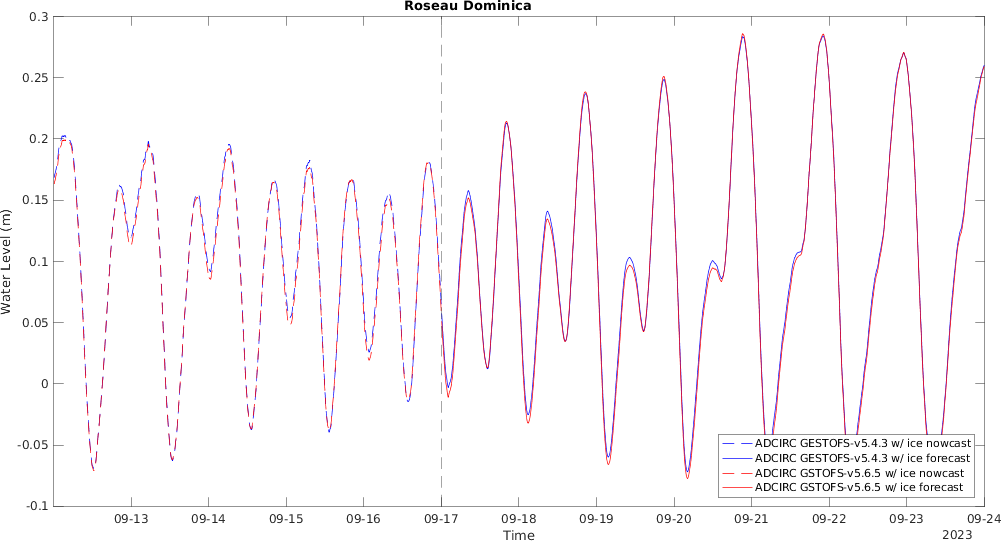 Roseau Dominica
0.3
0.25
0.2
0.15
0.1
0.05
0
-0.05
-0.1
Water Level (m)
ADCIRC GESTOFS-v5.4.3 w/ ice nowcast
ADCIRC GESTOFS-v5.4.3 w/ ice forecast
ADCIRC GSTOFS-v5.6.5 w/ ice nowcast
ADCIRC GSTOFS-v5.6.5 w/ ice forecast
09-13 09-14 09-15 09-16 09-17 09-18 09-19 09-20 09-21 09-22 09-23 09-24
Time
2023